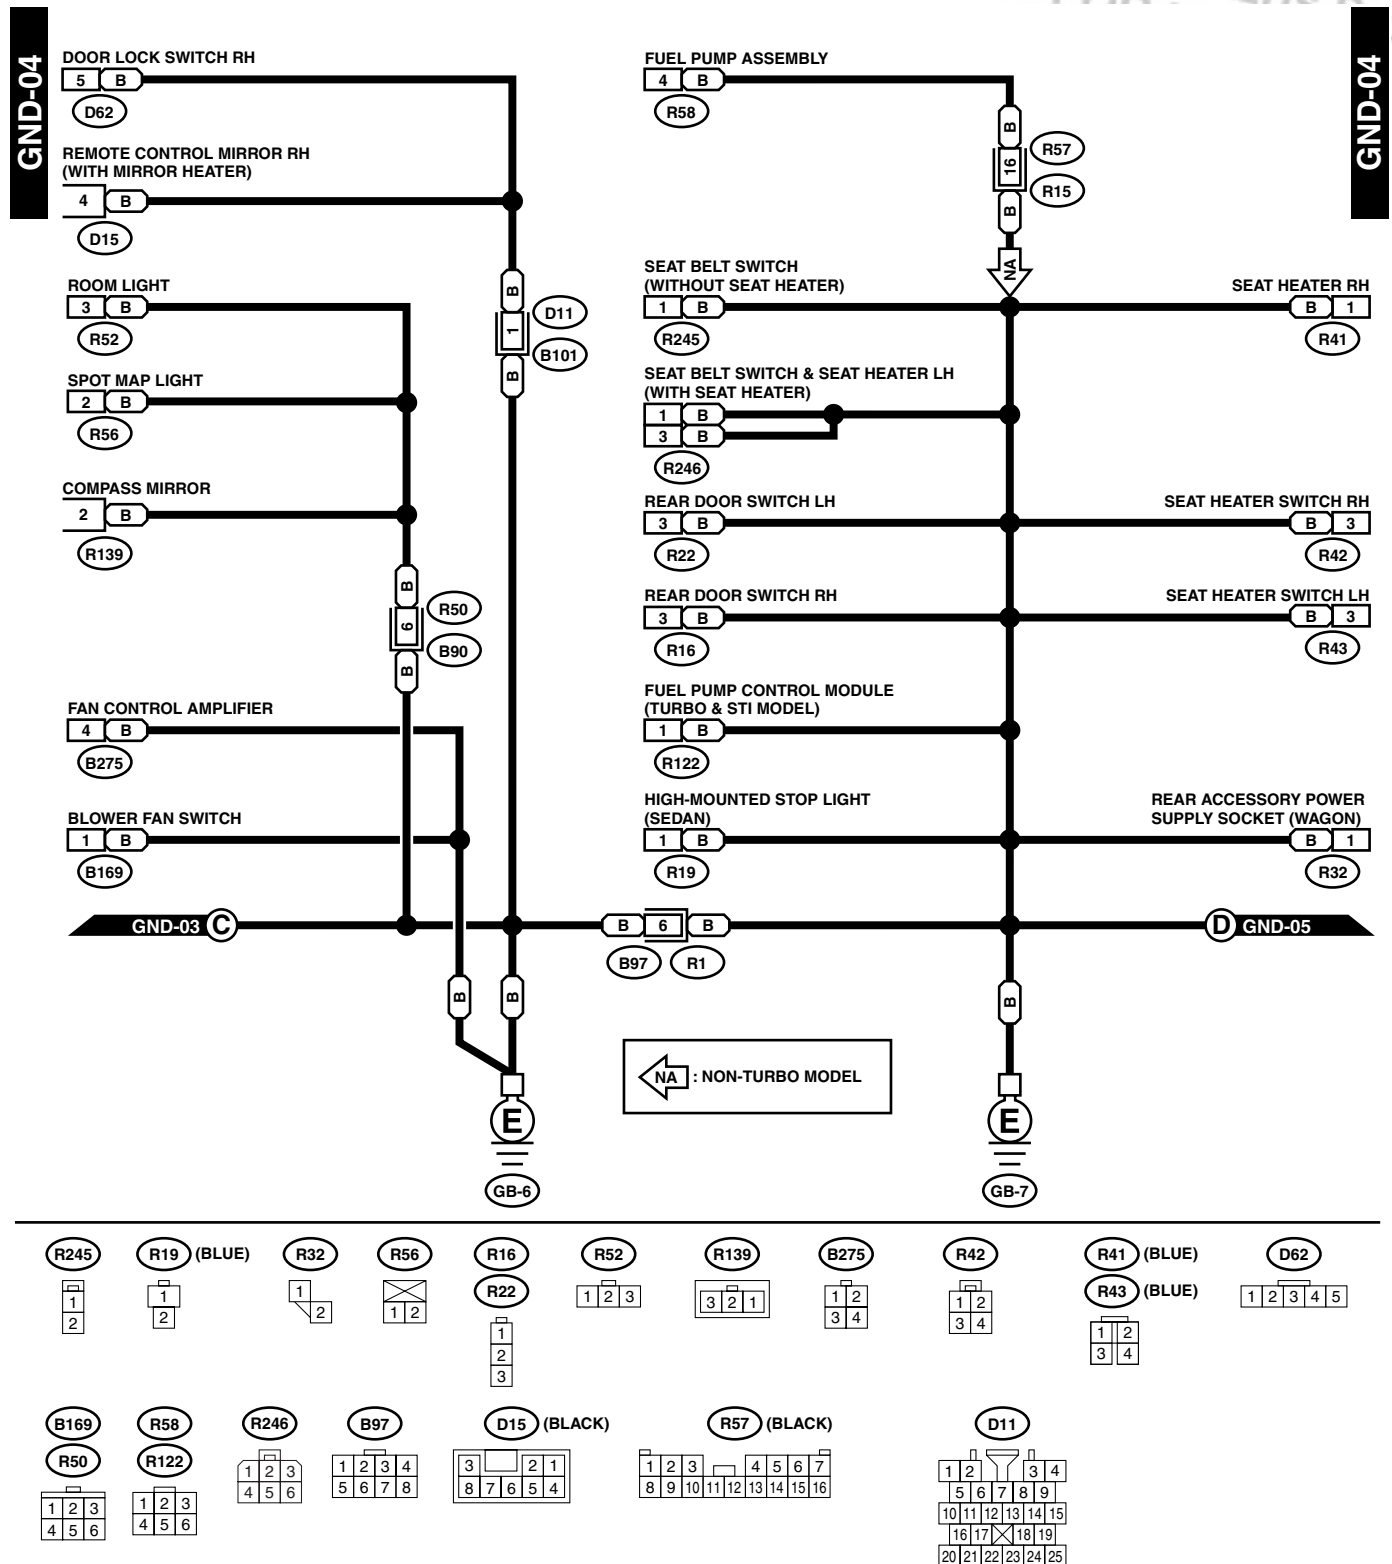 GND-04
GND-04
DOOR LOCK SWITCH RH
5 B
D62
REMOTE CONTROL MIRROR RH
(WITH MIRROR HEATER)
4 B
D15
ROOM LIGHT
3 B
R52
SPOT MAP LIGHT
2 B
R56
COMPASS MIRROR
2 B
R139
B
6
B
R50
B90
B
1
B
D11
B101
FAN CONTROL AMPLIFIER
4 B
B275
BLOWER FAN SWITCH
1 B
B169
FUEL PUMP ASSEMBLY
4 B
R58
B
16
B
R57
R15
NA
SEAT BELT SWITCH
(WITHOUT SEAT HEATER)
1 B
R245
SEAT HEATER RH
B 1
R41
SEAT BELT SWITCH & SEAT HEATER LH
(WITH SEAT HEATER)
1 B
3 B
R246
REAR DOOR SWITCH LH
3 B
R22
SEAT HEATER SWITCH RH
B 3
R42
REAR DOOR SWITCH RH
3 B
R16
SEAT HEATER SWITCH LH
B 3
R43
FUEL PUMP CONTROL MODULE
(TURBO & STI MODEL)
1 B
R122
HIGH-MOUNTED STOP LIGHT
(SEDAN)
1 B
R19
REAR ACCESSORY POWER
SUPPLY SOCKET (WAGON)
B 1
R32
GND-03 C
B 6 B
B97 R1
D GND-05
B B B
NA : NON-TURBO MODEL
E E
GB-6 GB-7
R245
1
2
R19 (BLUE)
1
2
R32
1
2
R56
1 2
R16
R22
1
2
3
R52
1 2 3
R139
3 2 1
B275
1 2
3 4
R42
1 2
3 4
R41 (BLUE)
R43 (BLUE)
1 2
3 4
D62
1 2 3 4 5
B169
R50
1 2 3
4 5 6
R58
R122
1 2 3
4 5 6
R246
1 2 3
4 5 6
B97
1 2 3 4
5 6 7 8
D15 (BLACK)
3 2 1
8 7 6 5 4
R57 (BLACK)
1 2 3 4 5 6 7
8 9 10 11 12 13 14 15 16
D11
1 2 3 4
5 6 7 8 9
10 11 12 13 14 15
16 17 18 19
20 21 22 23 24 25